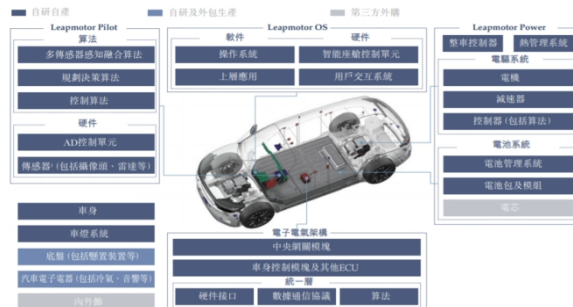 自研自產
自研及外包生產
第三方外購
Leapmotor Pilot
算法
多傳感器感知融合算法
規劃決策算法
控制算法
硬件
AD控制單元
傳感器¹ (包括攝像頭、雷達等)
Leapmotor OS
軟件
硬件
操作系統
智能座艙控制單元
上層應用
用戶交互系統
Leapmotor Power
整車控制器
熱管理系統
電驅系統
電機
減速器
控制器 (包括算法)
電池系統
電池管理系統
電池包及模組
電芯
車身
車燈系統
底盤 (包括懸置裝置等)
汽車電子電器 (包括冷氣、音響等)
內外飾
電子電氣架構
中央網關模塊
車身控制模塊及其他ECU
統一層
硬件接口
數據通信協議
算法